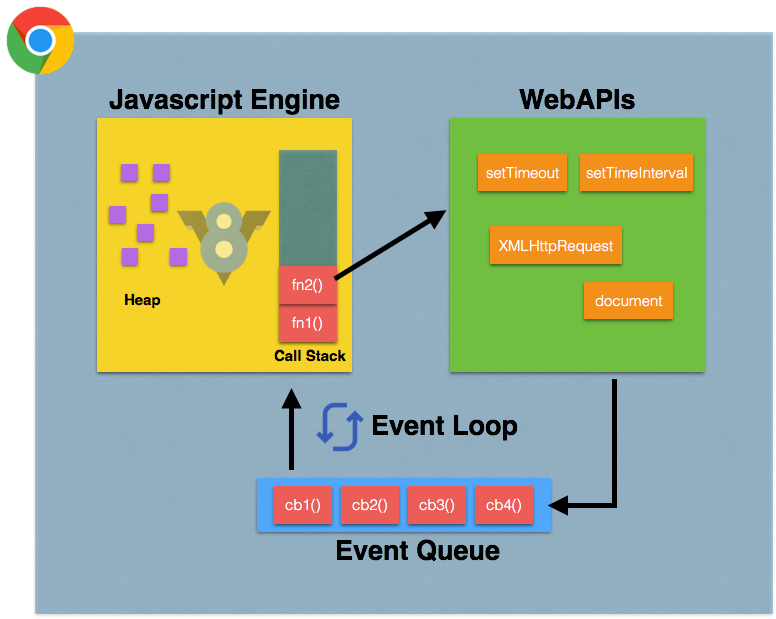 Javascript Engine
WebAPIs
setTimeout
setTimeInterval
XMLHttpRequest
document
fn2()
fn1()
Heap
Call Stack
Event Loop
cb1()
cb2()
cb3()
cb4()
Event Queue